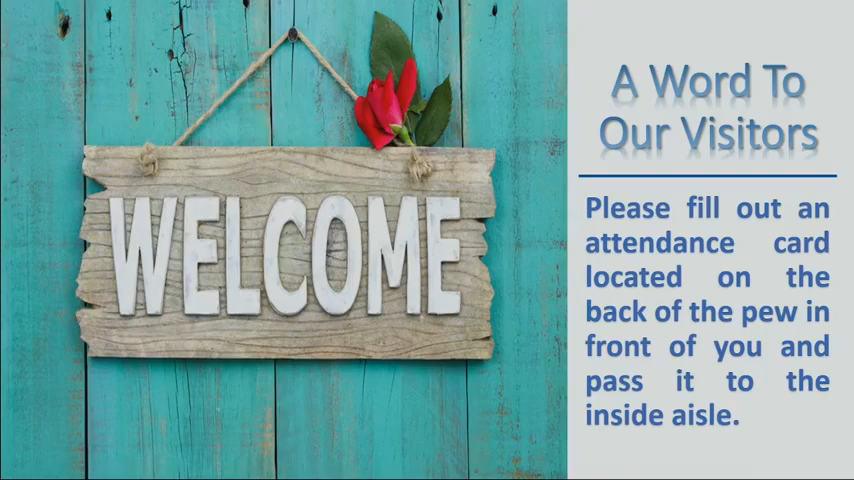 WELCOME
A Word To
Our Visitors
Please fill out an
attendance card
located on the
back of the pew in
front of you and
pass it to the
inside aisle.